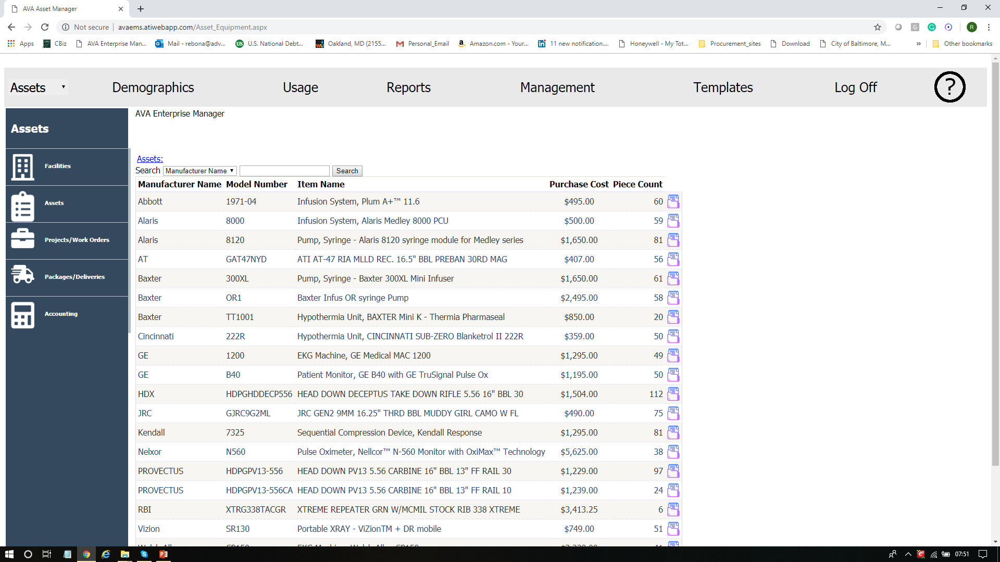 AVA Asset Manager
Not secure avaems.atiwebapp.com/Asset_Equipment.aspx
G G R
Apps CBiz AVA Enterprise Man... Mail - rebona@adv... U.S. National Debt... Oakland, MD (2155... Personal_Email Amazon.com - Your... 11 new notification.... Honeywell - My Tot... Procurement_sites Download City of Baltimore, M... » Other bookmarks
Assets Demographics Usage Reports Management Templates Log Off ?
AVA Enterprise Manager
Assets
Facilities
Assets
Projects/Work Orders
Packages/Deliveries
Accounting
Assets:
Search Manufacturer Name Search
Manufacturer Name Model Number Item Name Purchase Cost Piece Count
Abbott 1971-04 Infusion System, Plum A+™ 11.6 $495.00 60
Alaris 8000 Infusion System, Alaris Medley 8000 PCU $500.00 59
Alaris 8120 Pump, Syringe - Alaris 8120 syringe module for Medley series $1,650.00 81
AT GAT47NYD ATI AT-47 RIA MLLD REC. 16.5" BBL PREBAN 30RD MAG $407.00 56
Baxter 300XL Pump, Syringe - Baxter 300XL Mini Infuser $1,650.00 61
Baxter OR1 Baxter Infus OR syringe Pump $2,495.00 58
Baxter TT1001 Hypothermia Unit, BAXTER Mini K - Thermia Pharmaseal $850.00 20
Cincinnati 222R Hypothermia Unit, CINCINNATI SUB-ZERO Blanketrol II 222R $359.00 50
GE 1200 EKG Machine, GE Medical MAC 1200 $1,295.00 49
GE B40 Patient Monitor, GE B40 with GE TruSignal Pulse Ox $1,195.00 50
HDX HDPGHDDECP556 HEAD DOWN DECEPTUS TAKE DOWN RIFLE 5.56 16" BBL 30 $1,504.00 112
JRC GJRC9G2ML JRC GEN2 9MM 16.25" THRD BBL MUDDY GIRL CAMO W FL $490.00 75
Kendall 7325 Sequential Compression Device, Kendall Response $1,295.00 81
Nelxor N560 Pulse Oximeter, Nellcor™ N-560 Monitor with OxiMax™ Technology $5,625.00 38
PROVECTUS HDPGPV13-556 HEAD DOWN PV13 5.56 CARBINE 16" BBL 13" FF RAIL 30 $1,229.00 97
PROVECTUS HDPGPV13-556CA HEAD DOWN PV13 5.56 CARBINE 16" BBL 13" FF RAIL 10 $1,239.00 24
RBI XTRG338TACGR XTREME REPEATER GRN W/MCMIL STOCK RIB 338 XTREME $3,413.25 6
Vizion SR130 Portable XRAY - ViZionTM + DR mobile $749.00 51
07:51